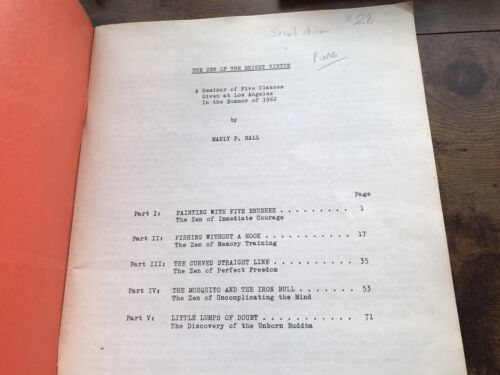 #28
THE ZEN OF THE BRIGHT VIRTUE
A Seminar of Five Classes
Given at Los Angeles
In the Summer of 1962
by
MANLY P. HALL
Page
Part I: PAINTING WITH FIVE BRUSHES . . . . . . . . . . 1
The Zen of Immediate Courage
Part II: FISHING WITHOUT A HOOK . . . . . . . . . . . . 17
The Zen of Memory Training
Part III: THE CURVED STRAIGHT LINE . . . . . . . . . . . 35
The Zen of Perfect Freedom
Part IV: THE MOSQUITO AND THE IRON BULL . . . . . . . . 53
The Zen of Uncomplicating the Mind
Part V: LITTLE LUMPS OF DOUBT . . . . . . . . . . . . . 71
The Discovery of the Unborn Buddha